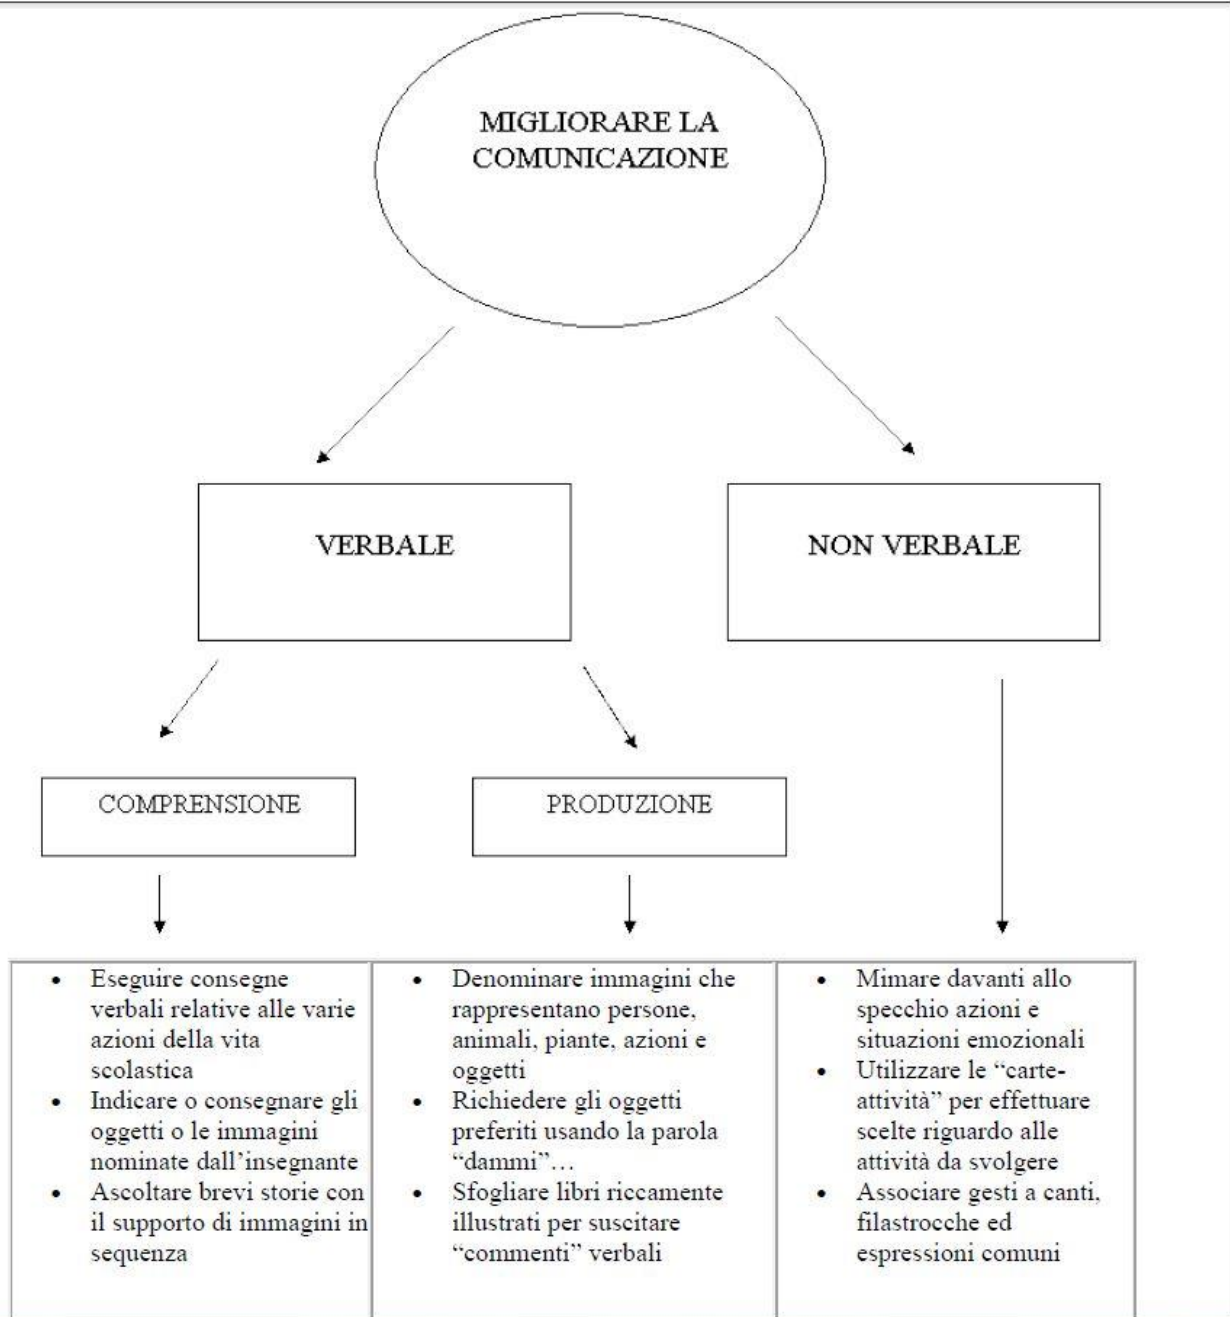 MIGLIORARE LA
COMUNICAZIONE
VERBALE
NON VERBALE
COMPRENSIONE
PRODUZIONE
• Eseguire consegne
verbali relative alle varie
azioni della vita
scolastica
• Indicare o consegnare gli
oggetti o le immagini
nominate dall’insegnante
• Ascoltare brevi storie con
il supporto di immagini in
sequenza
• Denominare immagini che
rappresentano persone,
animali, piante, azioni e
oggetti
• Richiedere gli oggetti
preferiti usando la parola
“dammi”…
• Sfogliare libri riccamente
illustrati per suscitare
“commenti” verbali
• Mimare davanti allo
specchio azioni e
situazioni emozionali
• Utilizzare le “carte-
attività” per effettuare
scelte riguardo alle
attività da svolgere
• Associare gesti a canti,
filastrocche ed
espressioni comuni